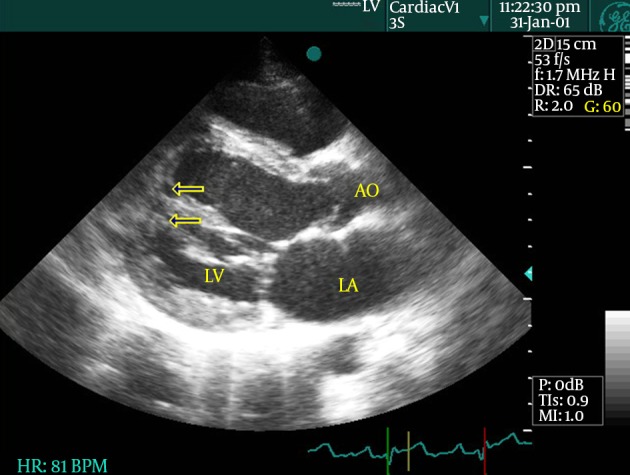 LV
CardiacV1
3S
11:22:30 pm
31-Jan-01
2D 15 cm
53 f/s
f: 1.7 MHz H
DR: 65 dB
R: 2.0 G: 60
AO
LV
LA
P: 0dB
TIs: 0.9
MI: 1.0
HR: 81 BPM